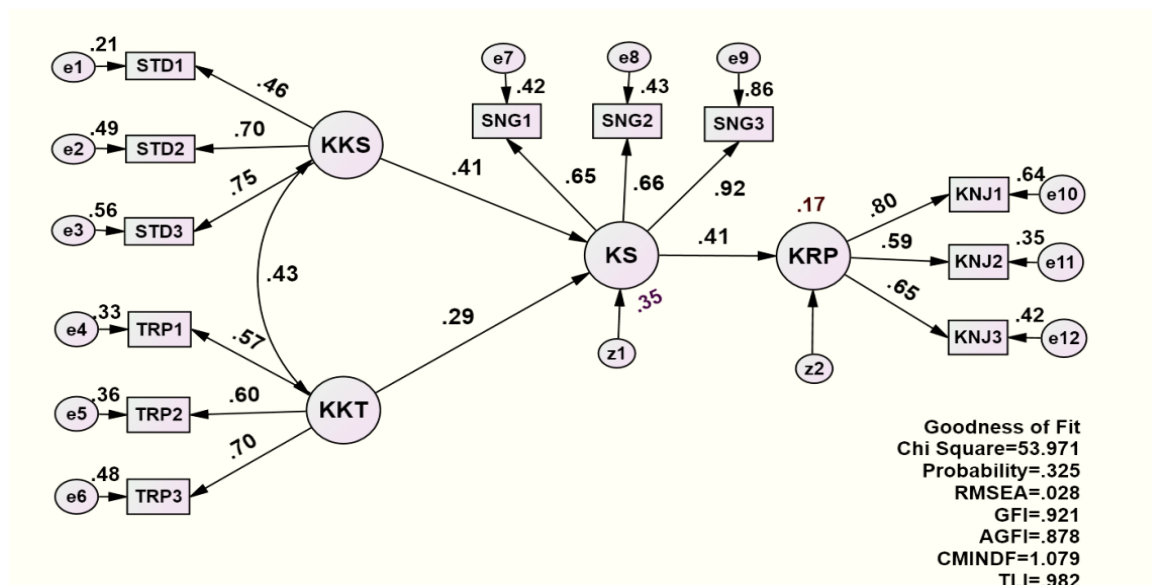 e1
.21
STD1
e2
.49
STD2
e3
.56
STD3
.46
.70
.75
KKS
.43
e4
.33
TRP1
e5
.36
TRP2
e6
.48
TRP3
.57
.60
.70
KKT
.41
.29
e7
.42
SNG1
e8
.43
SNG2
e9
.86
SNG3
.65
.66
.92
KS
.35
z1
.41
.17
KRP
z2
.80
.59
.65
KNJ1
.64
e10
KNJ2
.35
e11
KNJ3
.42
e12
Goodness of Fit
Chi Square=53.971
Probability=.325
RMSEA=.028
GFI=.921
AGFI=.878
CMINDF=1.079
TLI=.982